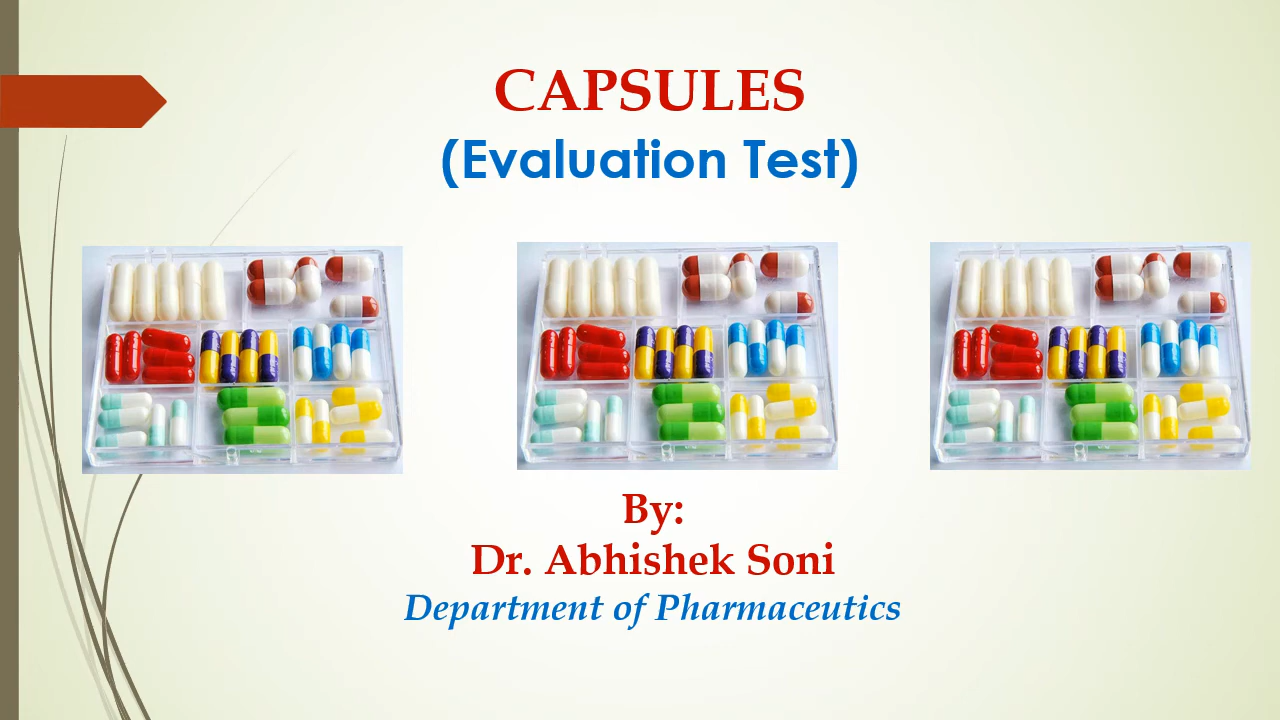 CAPSULES
(Evaluation Test)
By:
Dr. Abhishek Soni
Department of Pharmaceutics